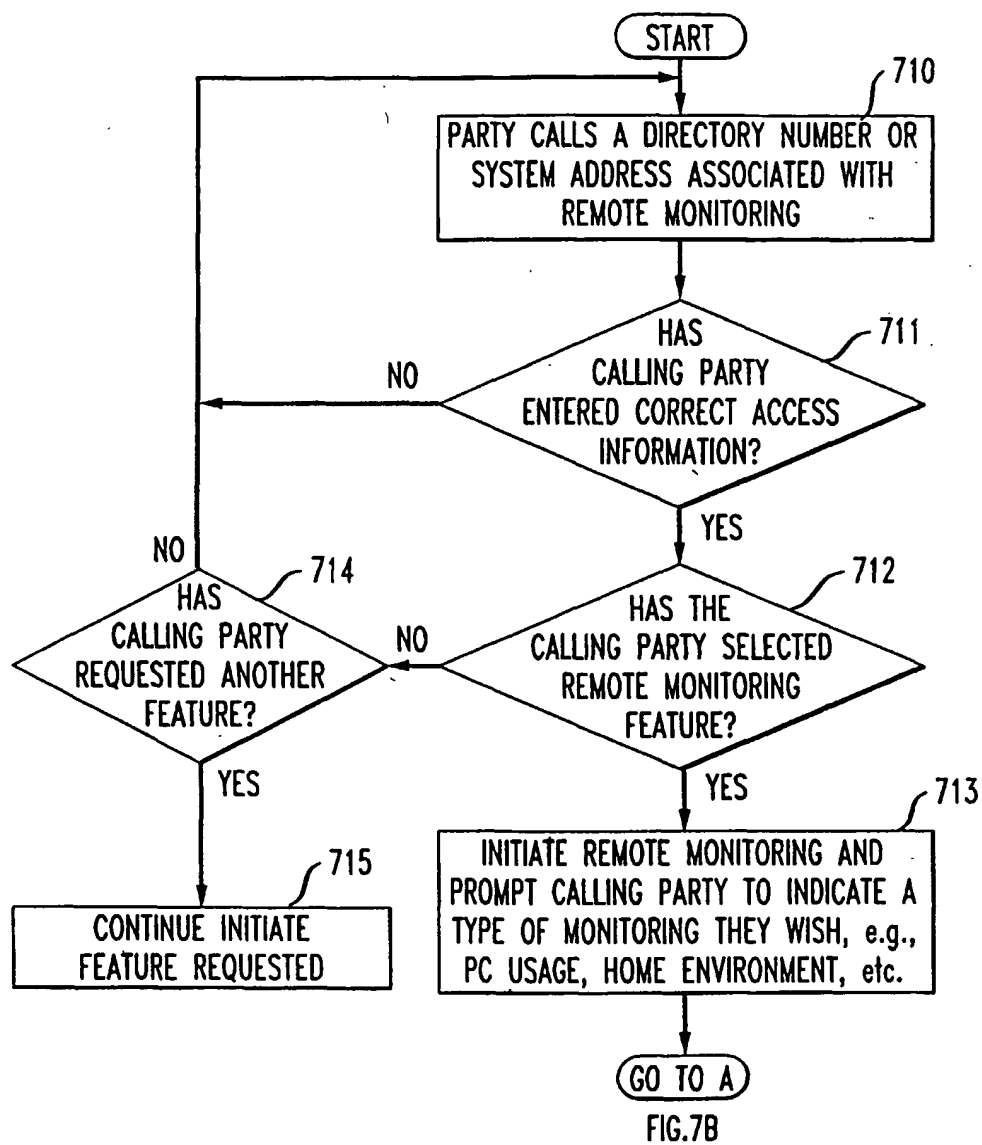 START
710
PARTY CALLS A DIRECTORY NUMBER OR
SYSTEM ADDRESS ASSOCIATED WITH
REMOTE MONITORING
711
HAS
CALLING PARTY
ENTERED CORRECT ACCESS
INFORMATION?
NO
YES
712
HAS THE
CALLING PARTY SELECTED
REMOTE MONITORING
FEATURE?
NO
YES
714
HAS
CALLING PARTY
REQUESTED ANOTHER
FEATURE?
NO
YES
715
CONTINUE INITIATE
FEATURE REQUESTED
713
INITIATE REMOTE MONITORING AND
PROMPT CALLING PARTY TO INDICATE A
TYPE OF MONITORING THEY WISH, e.g.,
PC USAGE, HOME ENVIRONMENT, etc.
GO TO A
FIG.7B